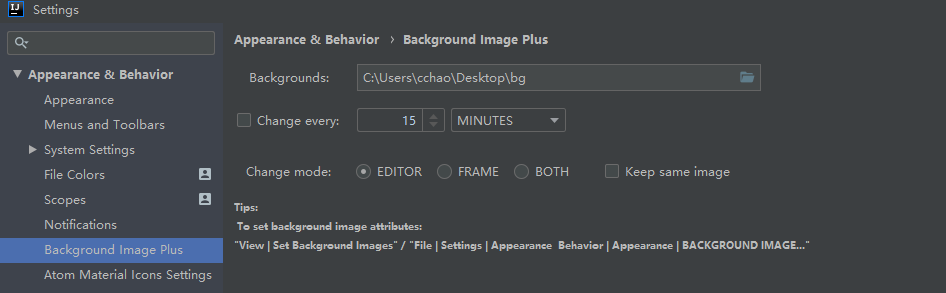 IJ Settings
Appearance & Behavior › Background Image Plus
Appearance & Behavior
Appearance
Menus and Toolbars
System Settings
File Colors
Scopes
Notifications
Background Image Plus
Atom Material Icons Settings
Backgrounds: C:\Users\cchao\Desktop\bg
Change every: 15 MINUTES
Change mode: EDITOR FRAME BOTH Keep same image
Tips:
To set background image attributes:
"View | Set Background Images" / "File | Settings | Appearance Behavior | Appearance | BACKGROUND IMAGE..."